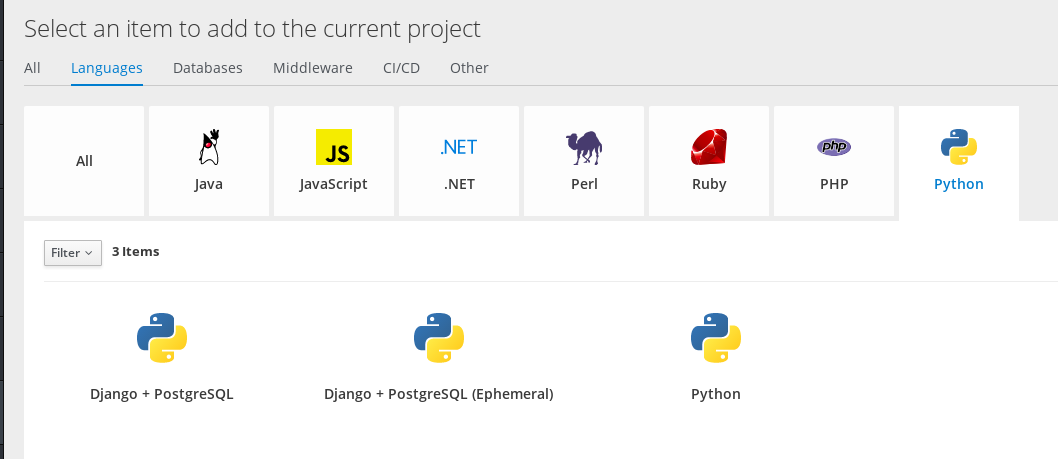 Select an item to add to the current project
All Languages Databases Middleware CI/CD Other
JS .NET php
All Java JavaScript .NET Perl Ruby PHP Python
Filter 3 Items
Django + PostgreSQL Django + PostgreSQL (Ephemeral) Python